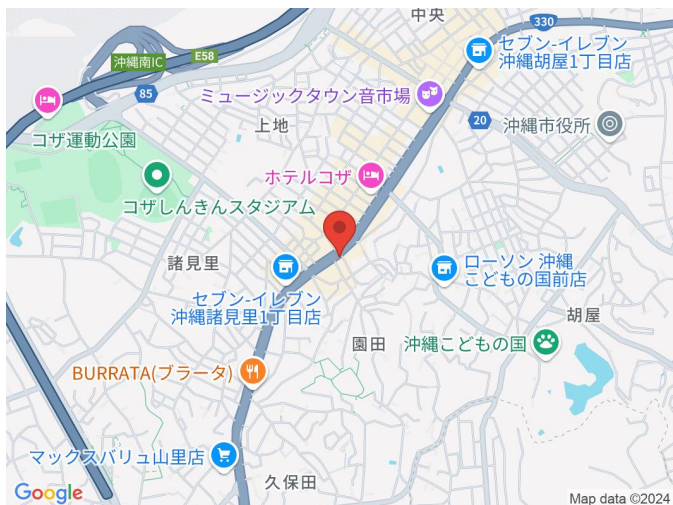 中央
330
セブン-イレブン
沖縄胡屋1丁目店
沖縄南IC
E58
85
ミュージックタウン音市場
20
沖縄市役所
コザ運動公園
上地
ホテルコザ
コザしんきんスタジアム
諸見里
セブン-イレブン
沖縄諸見里1丁目店
ローソン 沖縄
こどもの国前店
胡屋
園田
沖縄こどもの国
BURRATA(ブラータ)
マックスバリュ山里店
久保田
Google
Map data ©2024